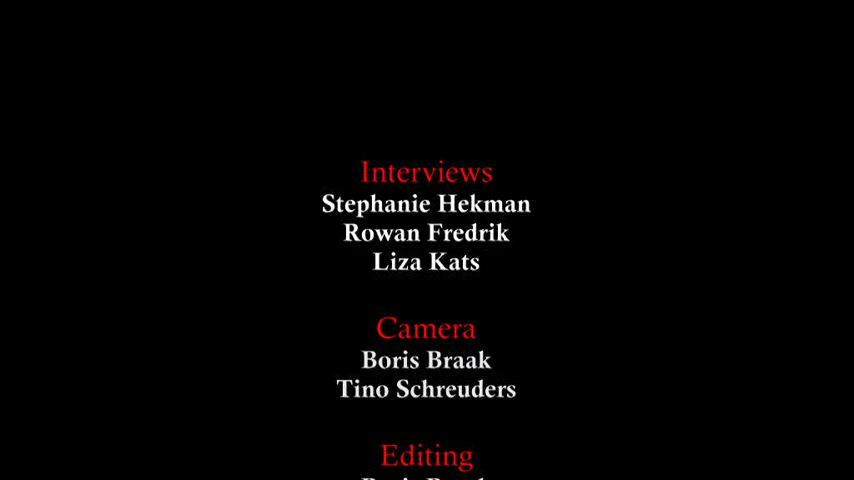 Interviews
Stephanie Hekman
Rowan Fredrik
Liza Kats
Camera
Boris Braak
Tino Schreuders
Editing